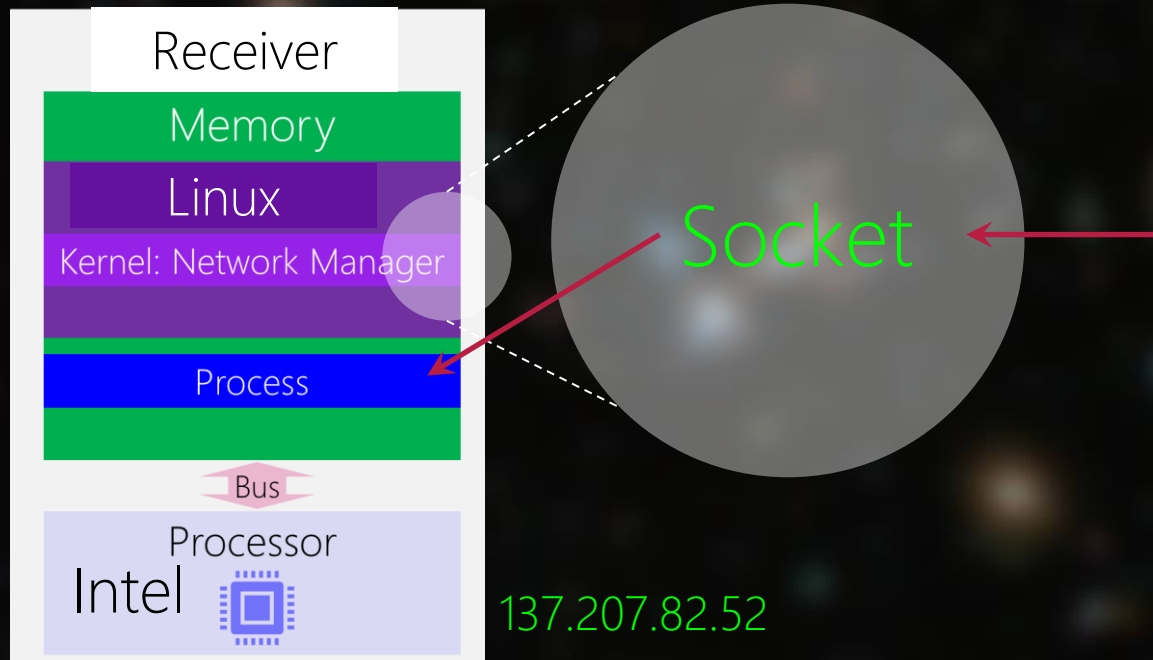 Receiver
Memory
Linux
Kernel: Network Manager
Process
Bus
Processor
Intel
Socket
137.207.82.52